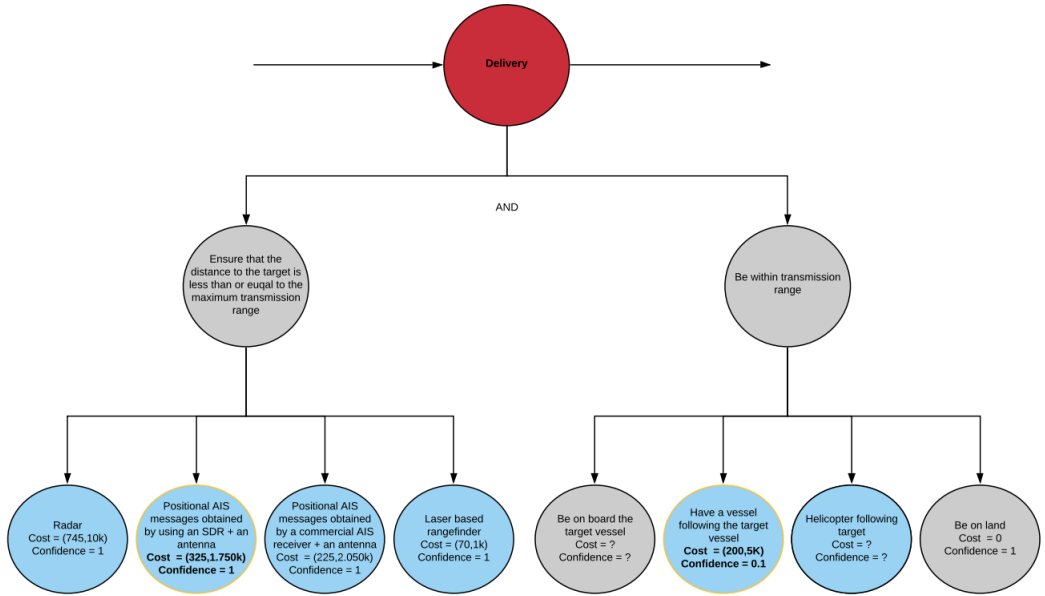 Delivery
AND
Ensure that the
distance to the target is
less than or euqal to the
maximum transmission
range
Be within transmission
range
Radar
Cost = (745,10k)
Confidence = 1
Positional AIS
messages obtained
by using an SDR + an
antenna
Cost = (325,1.750k)
Confidence = 1
Positional AIS
messages obtained
by a commercial AIS
receiver + an antenna
Cost = (225,2.050k)
Confidence = 1
Laser based
rangefinder
Cost = (70,1k)
Confidence = 1
Be on board the
target vessel
Cost = ?
Confidence = ?
Have a vessel
following the target
vessel
Cost = (200,5K)
Confidence = 0.1
Helicopter following
target
Cost = ?
Confidence = ?
Be on land
Cost = 0
Confidence = 1